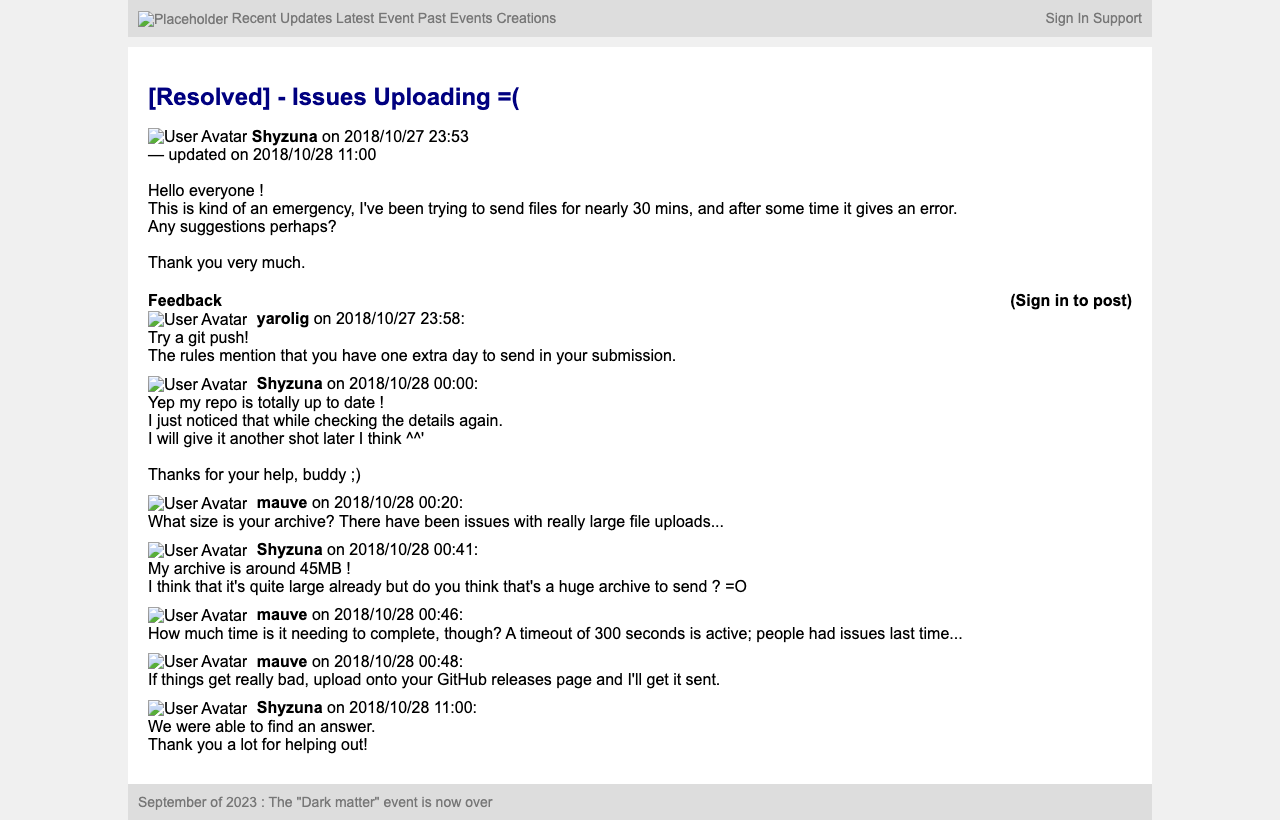 Placeholder Recent Updates Latest Event Past Events Creations Sign In Support
[Resolved] - Issues Uploading =(
User Avatar Shyzuna on 2018/10/27 23:53
— updated on 2018/10/28 11:00
Hello everyone !
This is kind of an emergency, I've been trying to send files for nearly 30 mins, and after some time it gives an error.
Any suggestions perhaps?
Thank you very much.
Feedback (Sign in to post)
User Avatar yarolig on 2018/10/27 23:58:
Try a git push!
The rules mention that you have one extra day to send in your submission.
User Avatar Shyzuna on 2018/10/28 00:00:
Yep my repo is totally up to date !
I just noticed that while checking the details again.
I will give it another shot later I think ^^'
Thanks for your help, buddy ;)
User Avatar mauve on 2018/10/28 00:20:
What size is your archive? There have been issues with really large file uploads...
User Avatar Shyzuna on 2018/10/28 00:41:
My archive is around 45MB !
I think that it's quite large already but do you think that's a huge archive to send ? =O
User Avatar mauve on 2018/10/28 00:46:
How much time is it needing to complete, though? A timeout of 300 seconds is active; people had issues last time...
User Avatar mauve on 2018/10/28 00:48:
If things get really bad, upload onto your GitHub releases page and I'll get it sent.
User Avatar Shyzuna on 2018/10/28 11:00:
We were able to find an answer.
Thank you a lot for helping out!
September of 2023 : The "Dark matter" event is now over